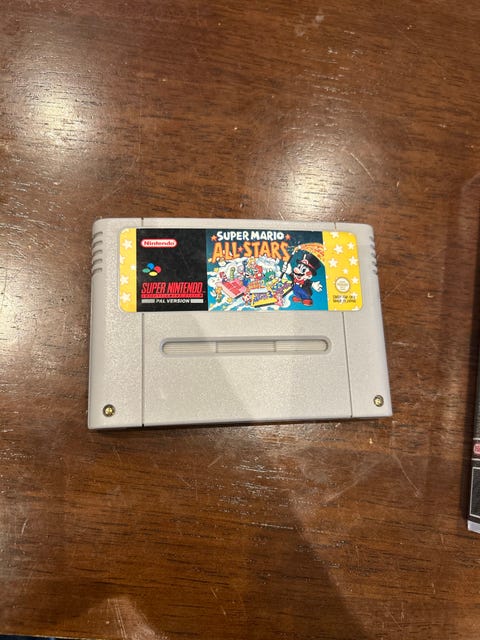 Nintendo
SUPER NINTENDO
ENTERTAINMENT SYSTEM
PAL VERSION
SUPER MARIO
ALL-STARS